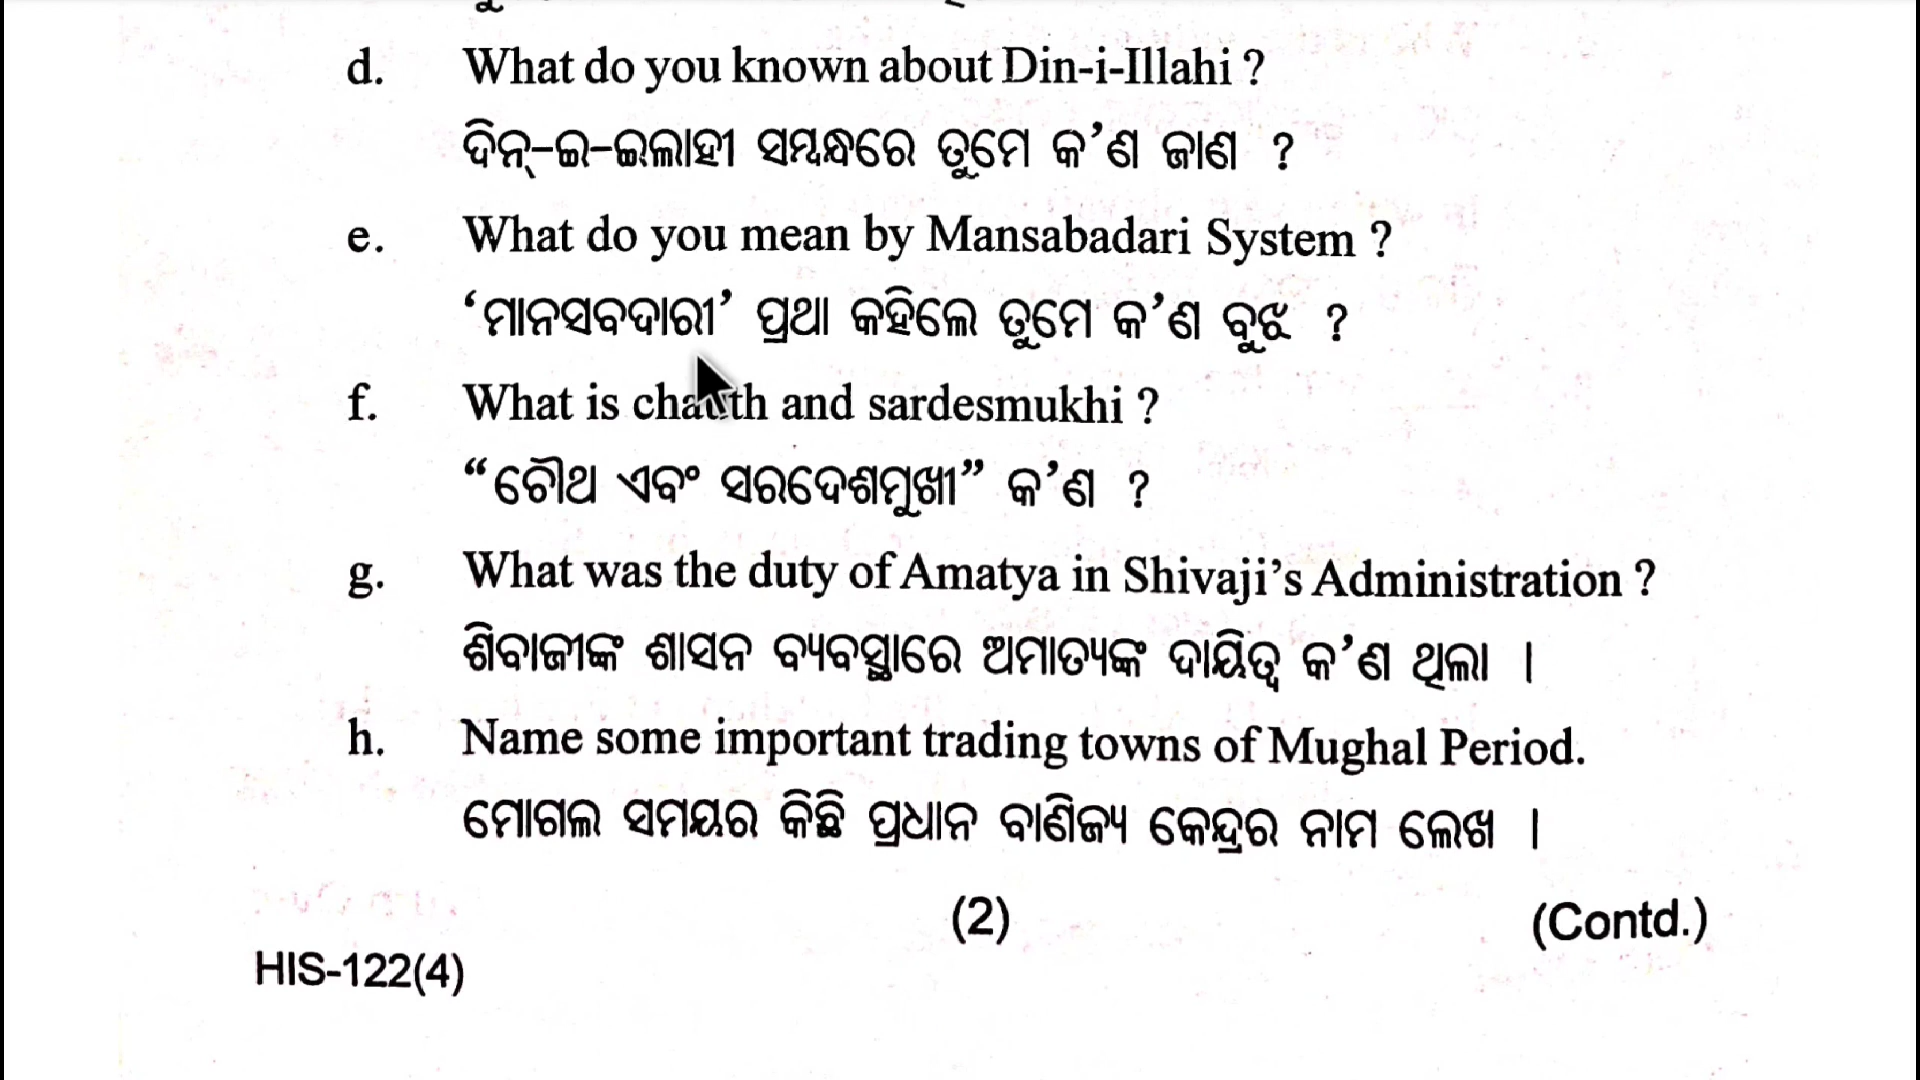 d. What do you known about Din-i-Illahi ?
ଦିନ୍-ଇ-ଇଲାହୀ ସମ୍ବନ୍ଧରେ ତୁମେ କ’ଣ ଜାଣ ?
e. What do you mean by Mansabadari System ?
‘ମାନସବଦାରୀ’ ପ୍ରଥା କହିଲେ ତୁମେ କ’ଣ ବୁଝ ?
f. What is chauth and sardesmukhi ?
“ଚୌଥ ଏବଂ ସରଦେଶମୁଖୀ” କ’ଣ ?
g. What was the duty of Amatya in Shivaji’s Administration ?
ଶିବାଜୀଙ୍କ ଶାସନ ବ୍ୟବସ୍ଥାରେ ଅମାତ୍ୟଙ୍କ ଦାୟିତ୍ୱ କ’ଣ ଥିଲା ।
h. Name some important trading towns of Mughal Period.
ମୋଗଲ ସମୟର କିଛି ପ୍ରଧାନ ବାଣିଜ୍ୟ କେନ୍ଦ୍ରର ନାମ ଲେଖ ।
(2) (Contd.)
HIS-122(4)